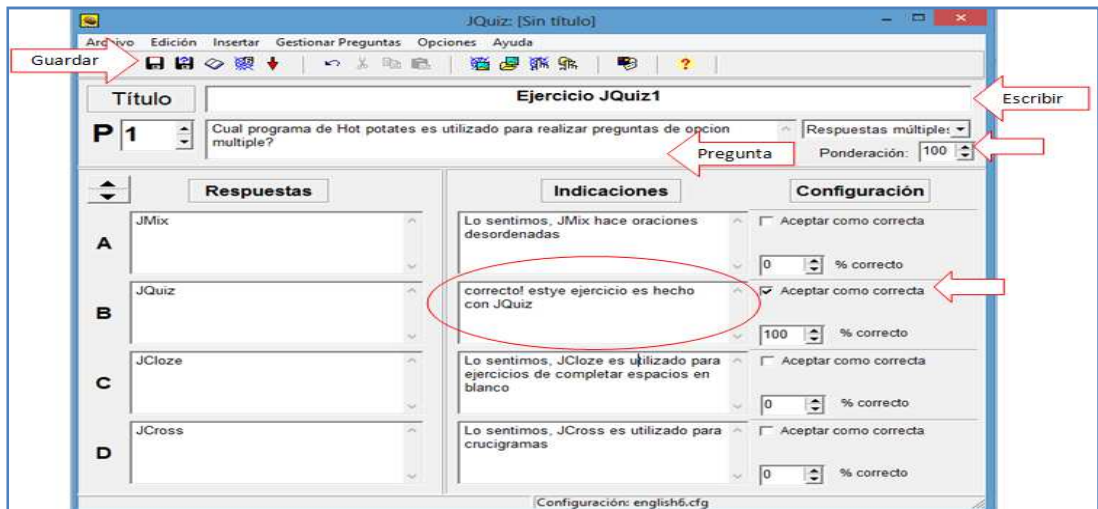 JQuiz: [Sin título]
Archivo Edición Insertar Gestionar Preguntas Opciones Ayuda
Guardar
Título
Ejercicio JQuiz1
Escribir
P 1
Cual programa de Hot potates es utilizado para realizar preguntas de opcion
multiple?
Respuestas múltiple
Pregunta
Ponderación: 100
Respuestas Indicaciones Configuración
A
JMix
Lo sentimos, JMix hace oraciones
desordenadas
Aceptar como correcta
0 % correcto
B
JQuiz
correcto! estye ejercicio es hecho
con JQuiz
Aceptar como correcta
100 % correcto
C
JCloze
Lo sentimos, JCloze es utilizado para
ejercicios de completar espacios en
blanco
Aceptar como correcta
0 % correcto
D
JCross
Lo sentimos, JCross es utilizado para
crucigramas
Aceptar como correcta
0 % correcto
Configuración: english6.cfg